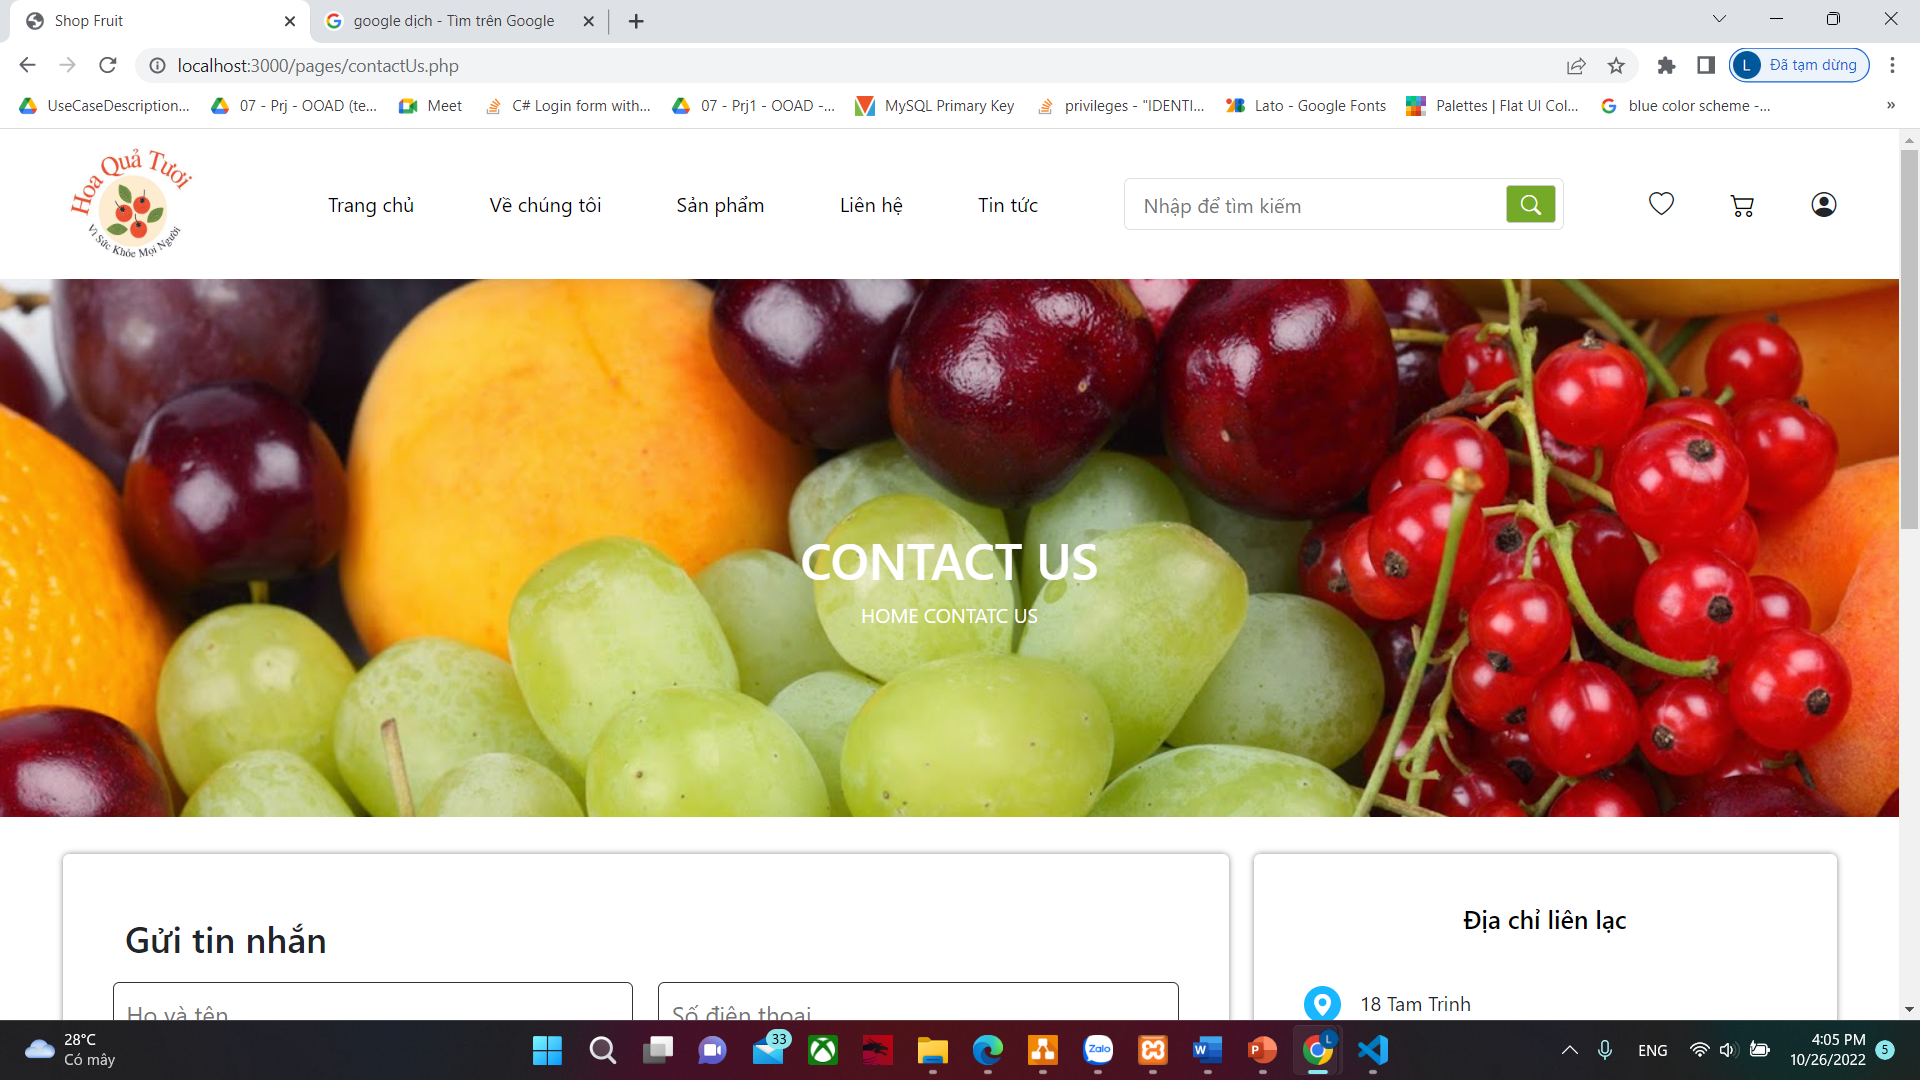 Shop Fruit
google dịch - Tìm trên Google
localhost:3000/pages/contactUs.php
L Đã tạm dừng
UseCaseDescription...
07 - Prj - OOAD (te...
Meet
C# Login form with...
07 - Prj1 - OOAD -...
MySQL Primary Key
privileges - "IDENTI...
Lato - Google Fonts
Palettes | Flat UI Col...
blue color scheme -...
»
Hoa Quả Tươi
Vì Sức Khỏe Mọi Người
Trang chủ
Về chúng tôi
Sản phẩm
Liên hệ
Tin tức
Nhập để tìm kiếm
CONTACT US
HOME CONTATC US
Gửi tin nhắn
Họ và tên
Số điện thoại
Địa chỉ liên lạc
18 Tam Trinh
28°C
Có mây
33
Zalo
W
P
L
ENG
4:05 PM
10/26/2022
5